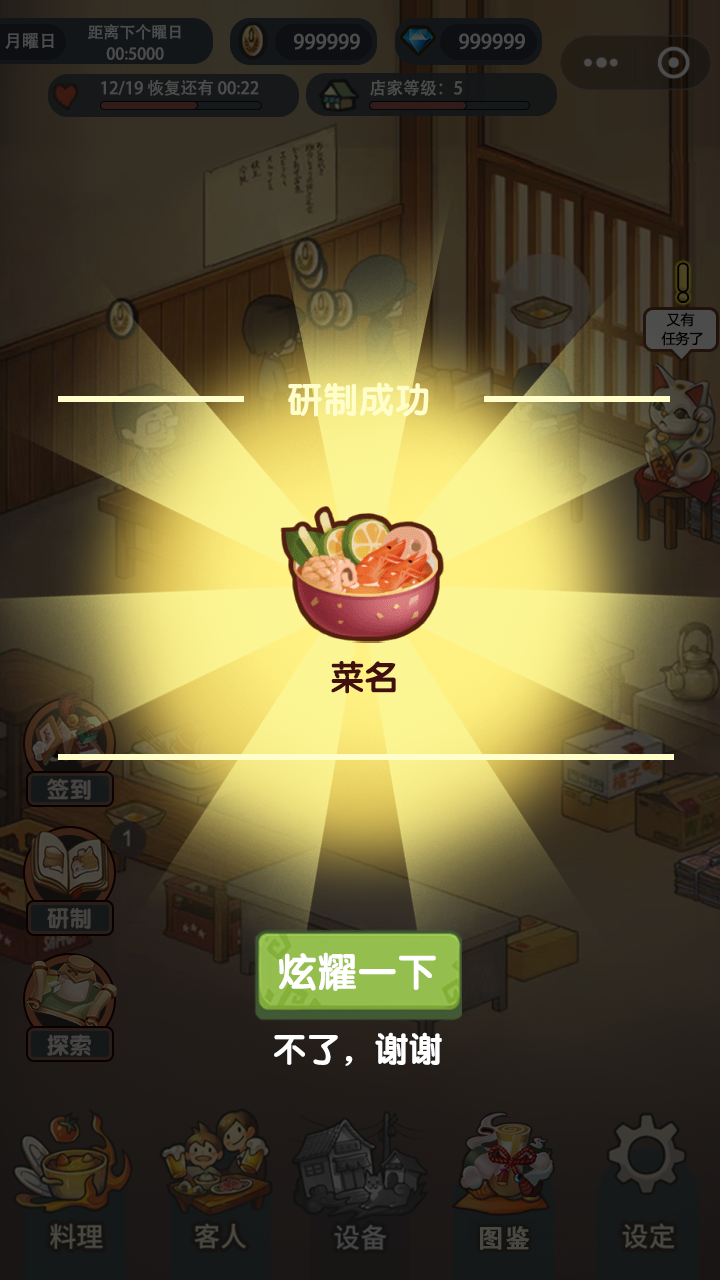 月曜日
距离下个曜日
00:5000
999999
999999
12/19 恢复还有 00:22
店家等级：5
又有
任务了
研制成功
菜名
签到
1
研制
探索
炫耀一下
不了，谢谢
料理
客人
设备
图鉴
设定